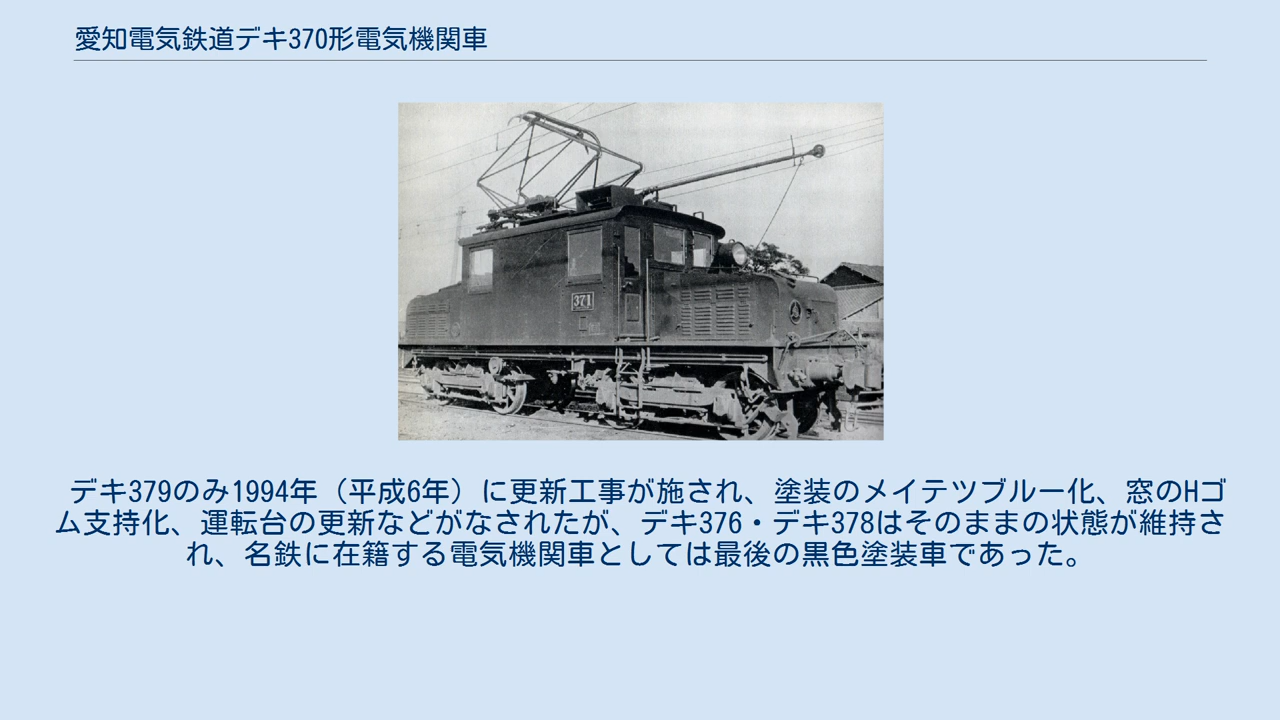 愛知電気鉄道デキ370形電気機関車
371
デキ379のみ1994年（平成6年）に更新工事が施され、塗装のメイテツブルー化、窓のHゴ
ム支持化、運転台の更新などがなされたが、デキ376・デキ378はそのままの状態が維持さ
れ、名鉄に在籍する電気機関車としては最後の黒色塗装車であった。